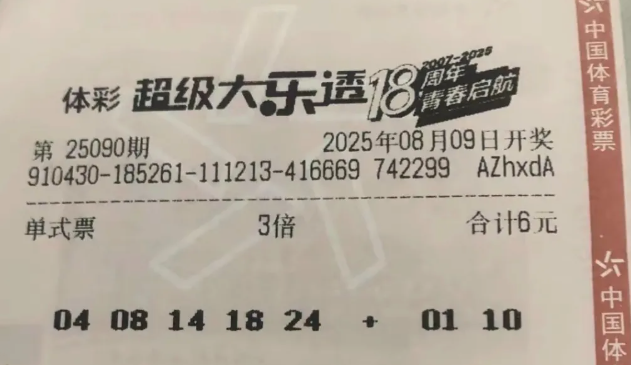 2007-2025
体彩 超级大乐透 18周年 青春启航
第 25090期 2025年08月09日开奖
910430-185261-111213-416669 742299 AZhxdA
单式票 3倍 合计6元
04 08 14 18 24 + 01 10
中国体育彩票
中国体